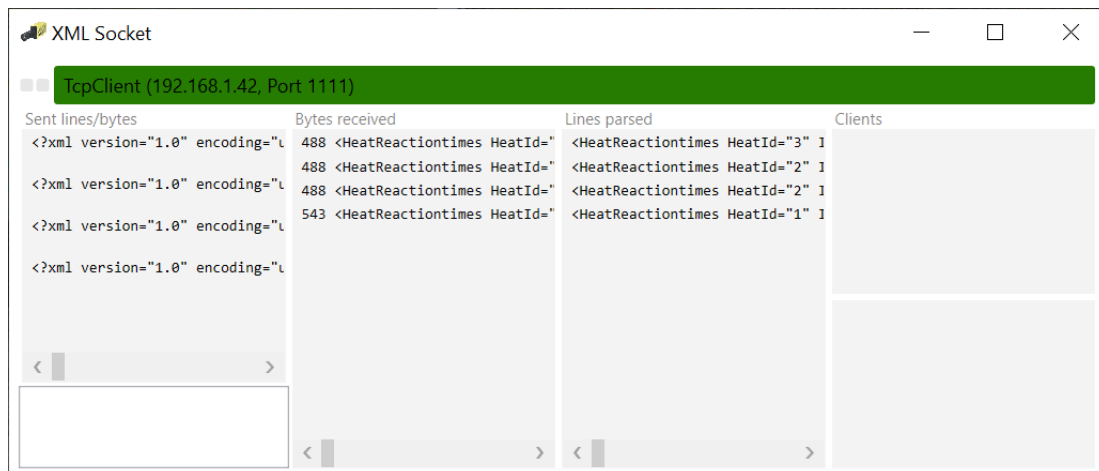 XML Socket
TcpClient (192.168.1.42, Port 1111)
Sent lines/bytes
<?xml version="1.0" encoding="u
<?xml version="1.0" encoding="u
<?xml version="1.0" encoding="u
<?xml version="1.0" encoding="u
Bytes received
488 <HeatReactiontimes HeatId="
488 <HeatReactiontimes HeatId="
488 <HeatReactiontimes HeatId="
543 <HeatReactiontimes HeatId="
Lines parsed
<HeatReactiontimes HeatId="3" I
<HeatReactiontimes HeatId="2" I
<HeatReactiontimes HeatId="2" I
<HeatReactiontimes HeatId="1" I
Clients